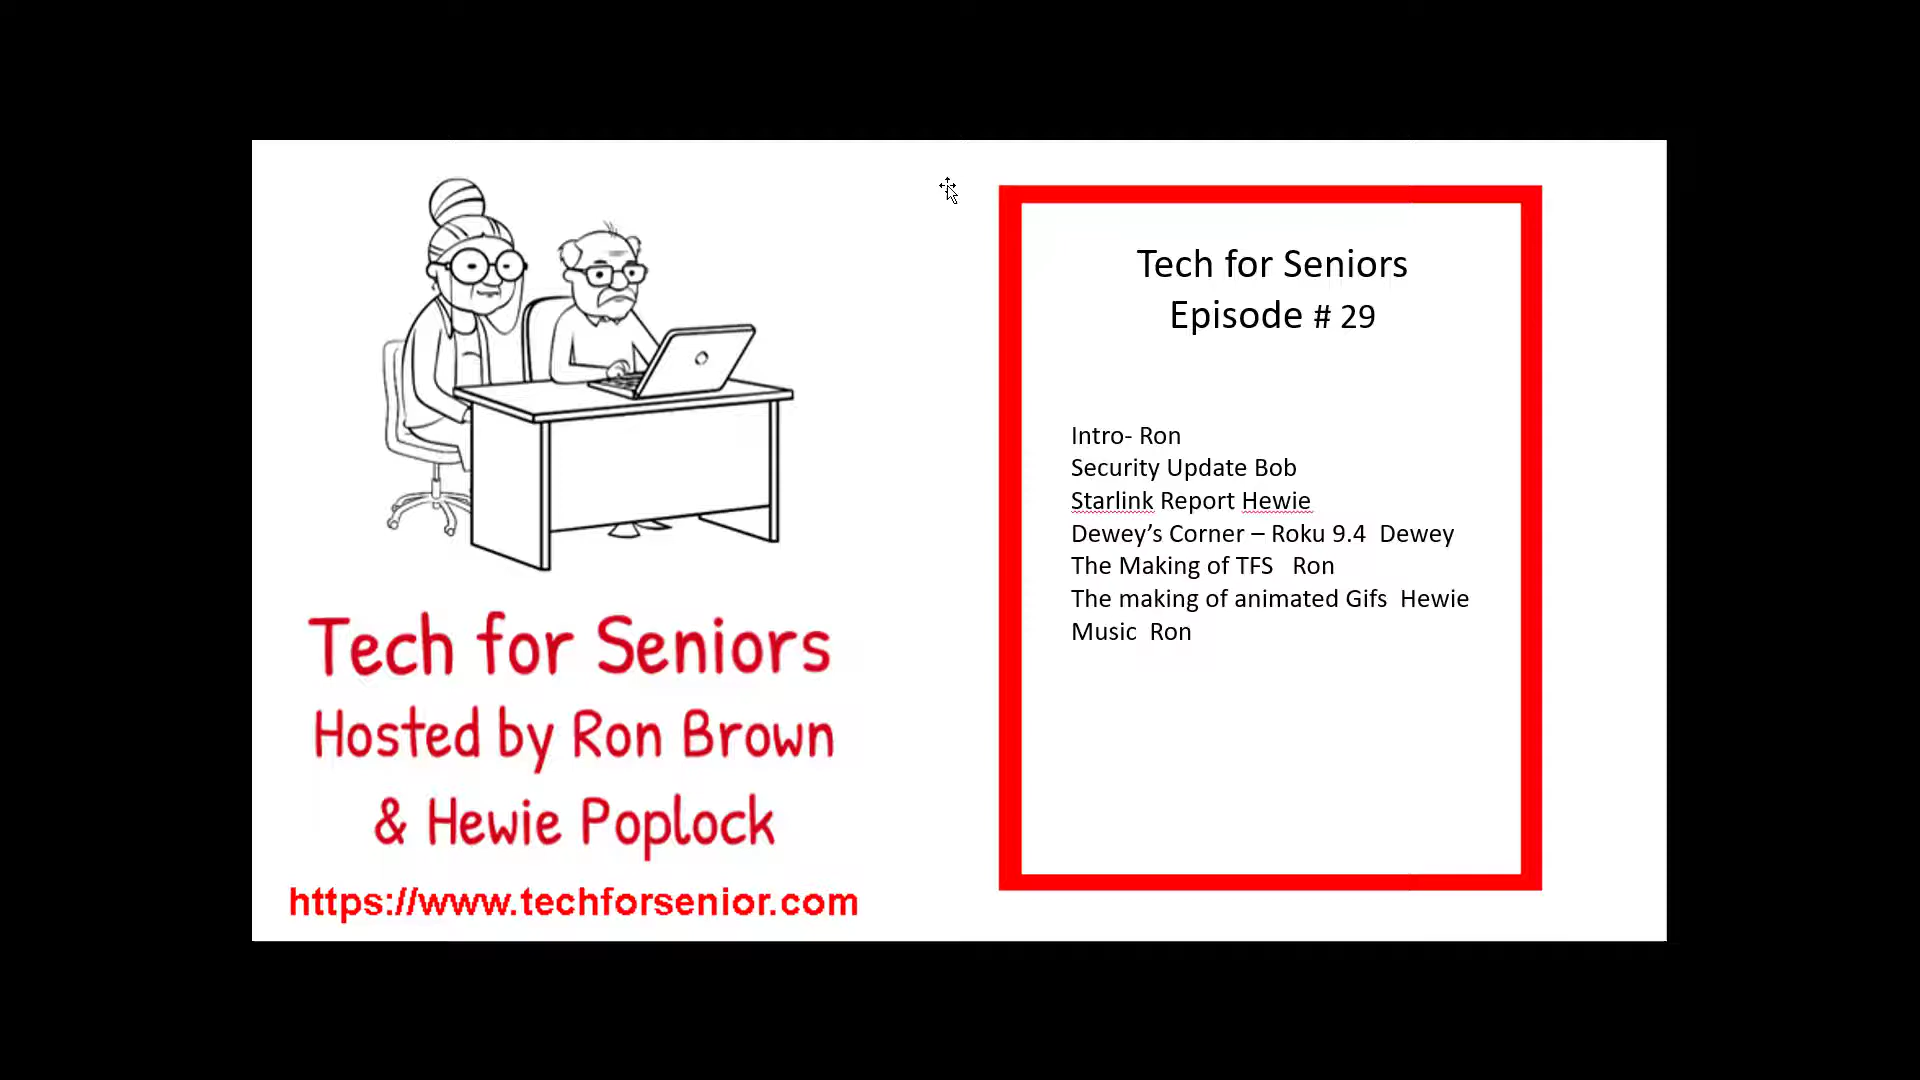 Tech for Seniors
Hosted by Ron Brown
& Hewie Poplock
https://www.techforsenior.com
Tech for Seniors
Episode # 29
Intro- Ron
Security Update Bob
Starlink Report Hewie
Dewey’s Corner – Roku 9.4  Dewey
The Making of TFS   Ron
The making of animated Gifs  Hewie
Music  Ron